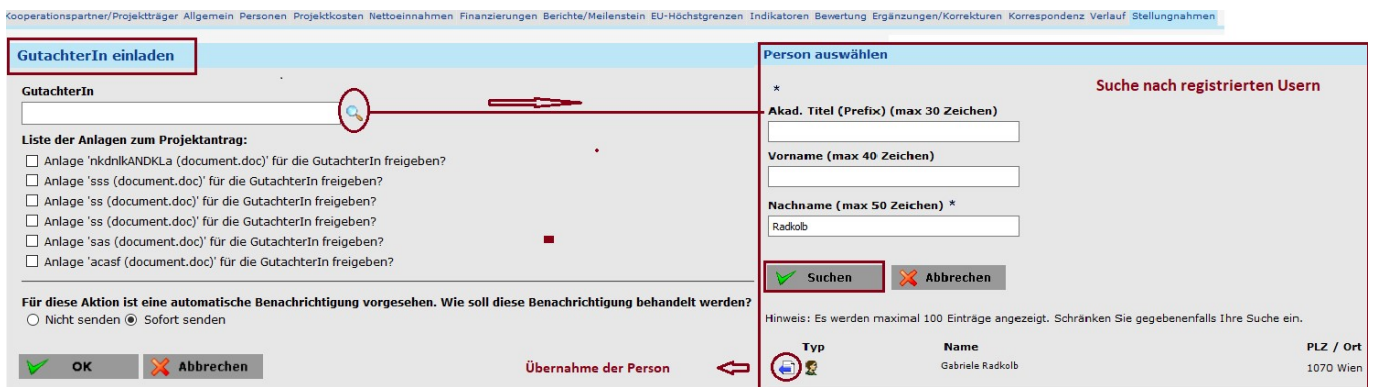 Kooperationspartner/Projektträger Allgemein Personen Projektkosten Nettoeinnahmen Finanzierungen Berichte/Meilenstein EU-Höchstgrenzen Indikatoren Bewertung Ergänzungen/Korrekturen Korrespondenz Verlauf Stellungnahmen
GutachterIn einladen
GutachterIn
Liste der Anlagen zum Projektantrag:
Anlage 'nkdnlkANDKLa (document.doc)' für die GutachterIn freigeben?
Anlage 'sss (document.doc)' für die GutachterIn freigeben?
Anlage 'ss (document.doc)' für die GutachterIn freigeben?
Anlage 'ss (document.doc)' für die GutachterIn freigeben?
Anlage 'sas (document.doc)' für die GutachterIn freigeben?
Anlage 'acasf (document.doc)' für die GutachterIn freigeben?
Für diese Aktion ist eine automatische Benachrichtigung vorgesehen. Wie soll diese Benachrichtigung behandelt werden?
Nicht senden Sofort senden
OK Abbrechen
Übernahme der Person
Person auswählen
*
Suche nach registrierten Usern
Akad. Titel (Prefix) (max 30 Zeichen)
Vorname (max 40 Zeichen)
Nachname (max 50 Zeichen) *
Radkolb
Suchen Abbrechen
Hinweis: Es werden maximal 100 Einträge angezeigt. Schränken Sie gegebenenfalls Ihre Suche ein.
Typ Name PLZ / Ort
Gabriele Radkolb 1070 Wien